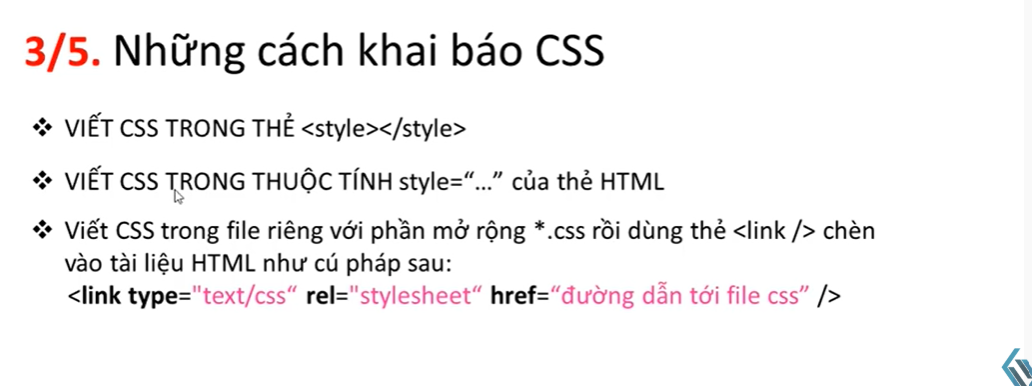 3/5. Những cách khai báo CSS
❖ VIẾT CSS TRONG THẺ <style></style>
❖ VIẾT CSS TRONG THUỘC TÍNH style=“...” của thẻ HTML
❖ Viết CSS trong file riêng với phần mở rộng *.css rồi dùng thẻ <link /> chèn
vào tài liệu HTML như cú pháp sau:
<link type="text/css“ rel="stylesheet“ href=“đường dẫn tới file css” />